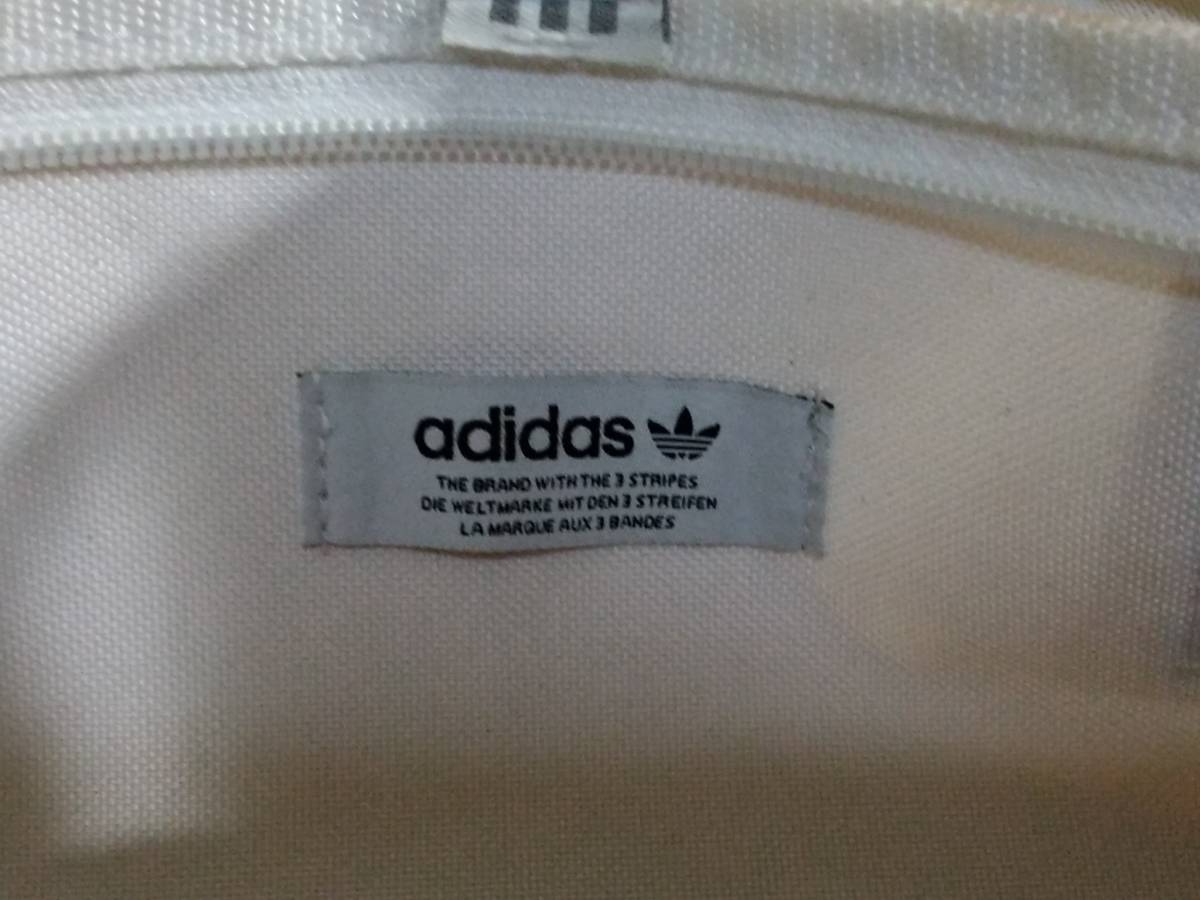 adidas
THE BRAND WITH THE 3 STRIPES
DIE WELTMARKE MIT DEN 3 STREIFEN
LA MARQUE AUX 3 BANDES